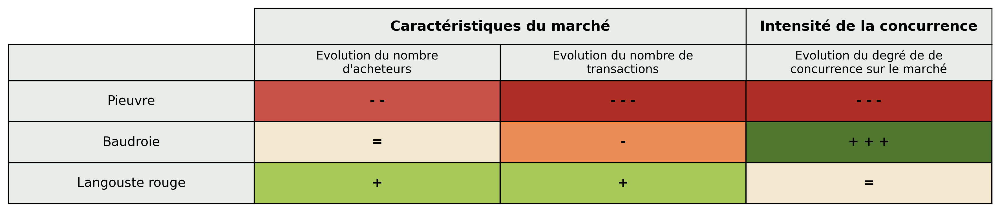 Caractéristiques du marché
Intensité de la concurrence
Evolution du nombre
d'acheteurs
Evolution du nombre de
transactions
Evolution du degré de de
concurrence sur le marché
Pieuvre
- -
- - -
- - -
Baudroie
=
-
+ + +
Langouste rouge
+
+
=